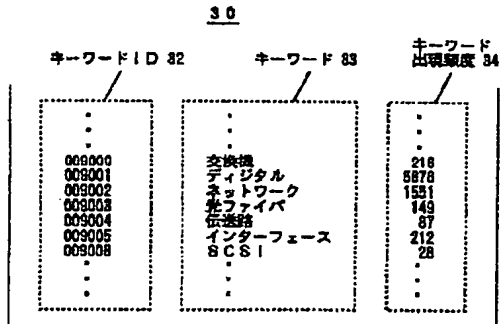 30
キーワードID 32
キーワード 33
キーワード
出現頻度 34
009000 交換機 216
009001 ディジタル 5876
009002 ネットワーク 1551
009003 光ファイバ 149
009004 伝送路 87
009005 インターフェース 212
009006 SCSI 28